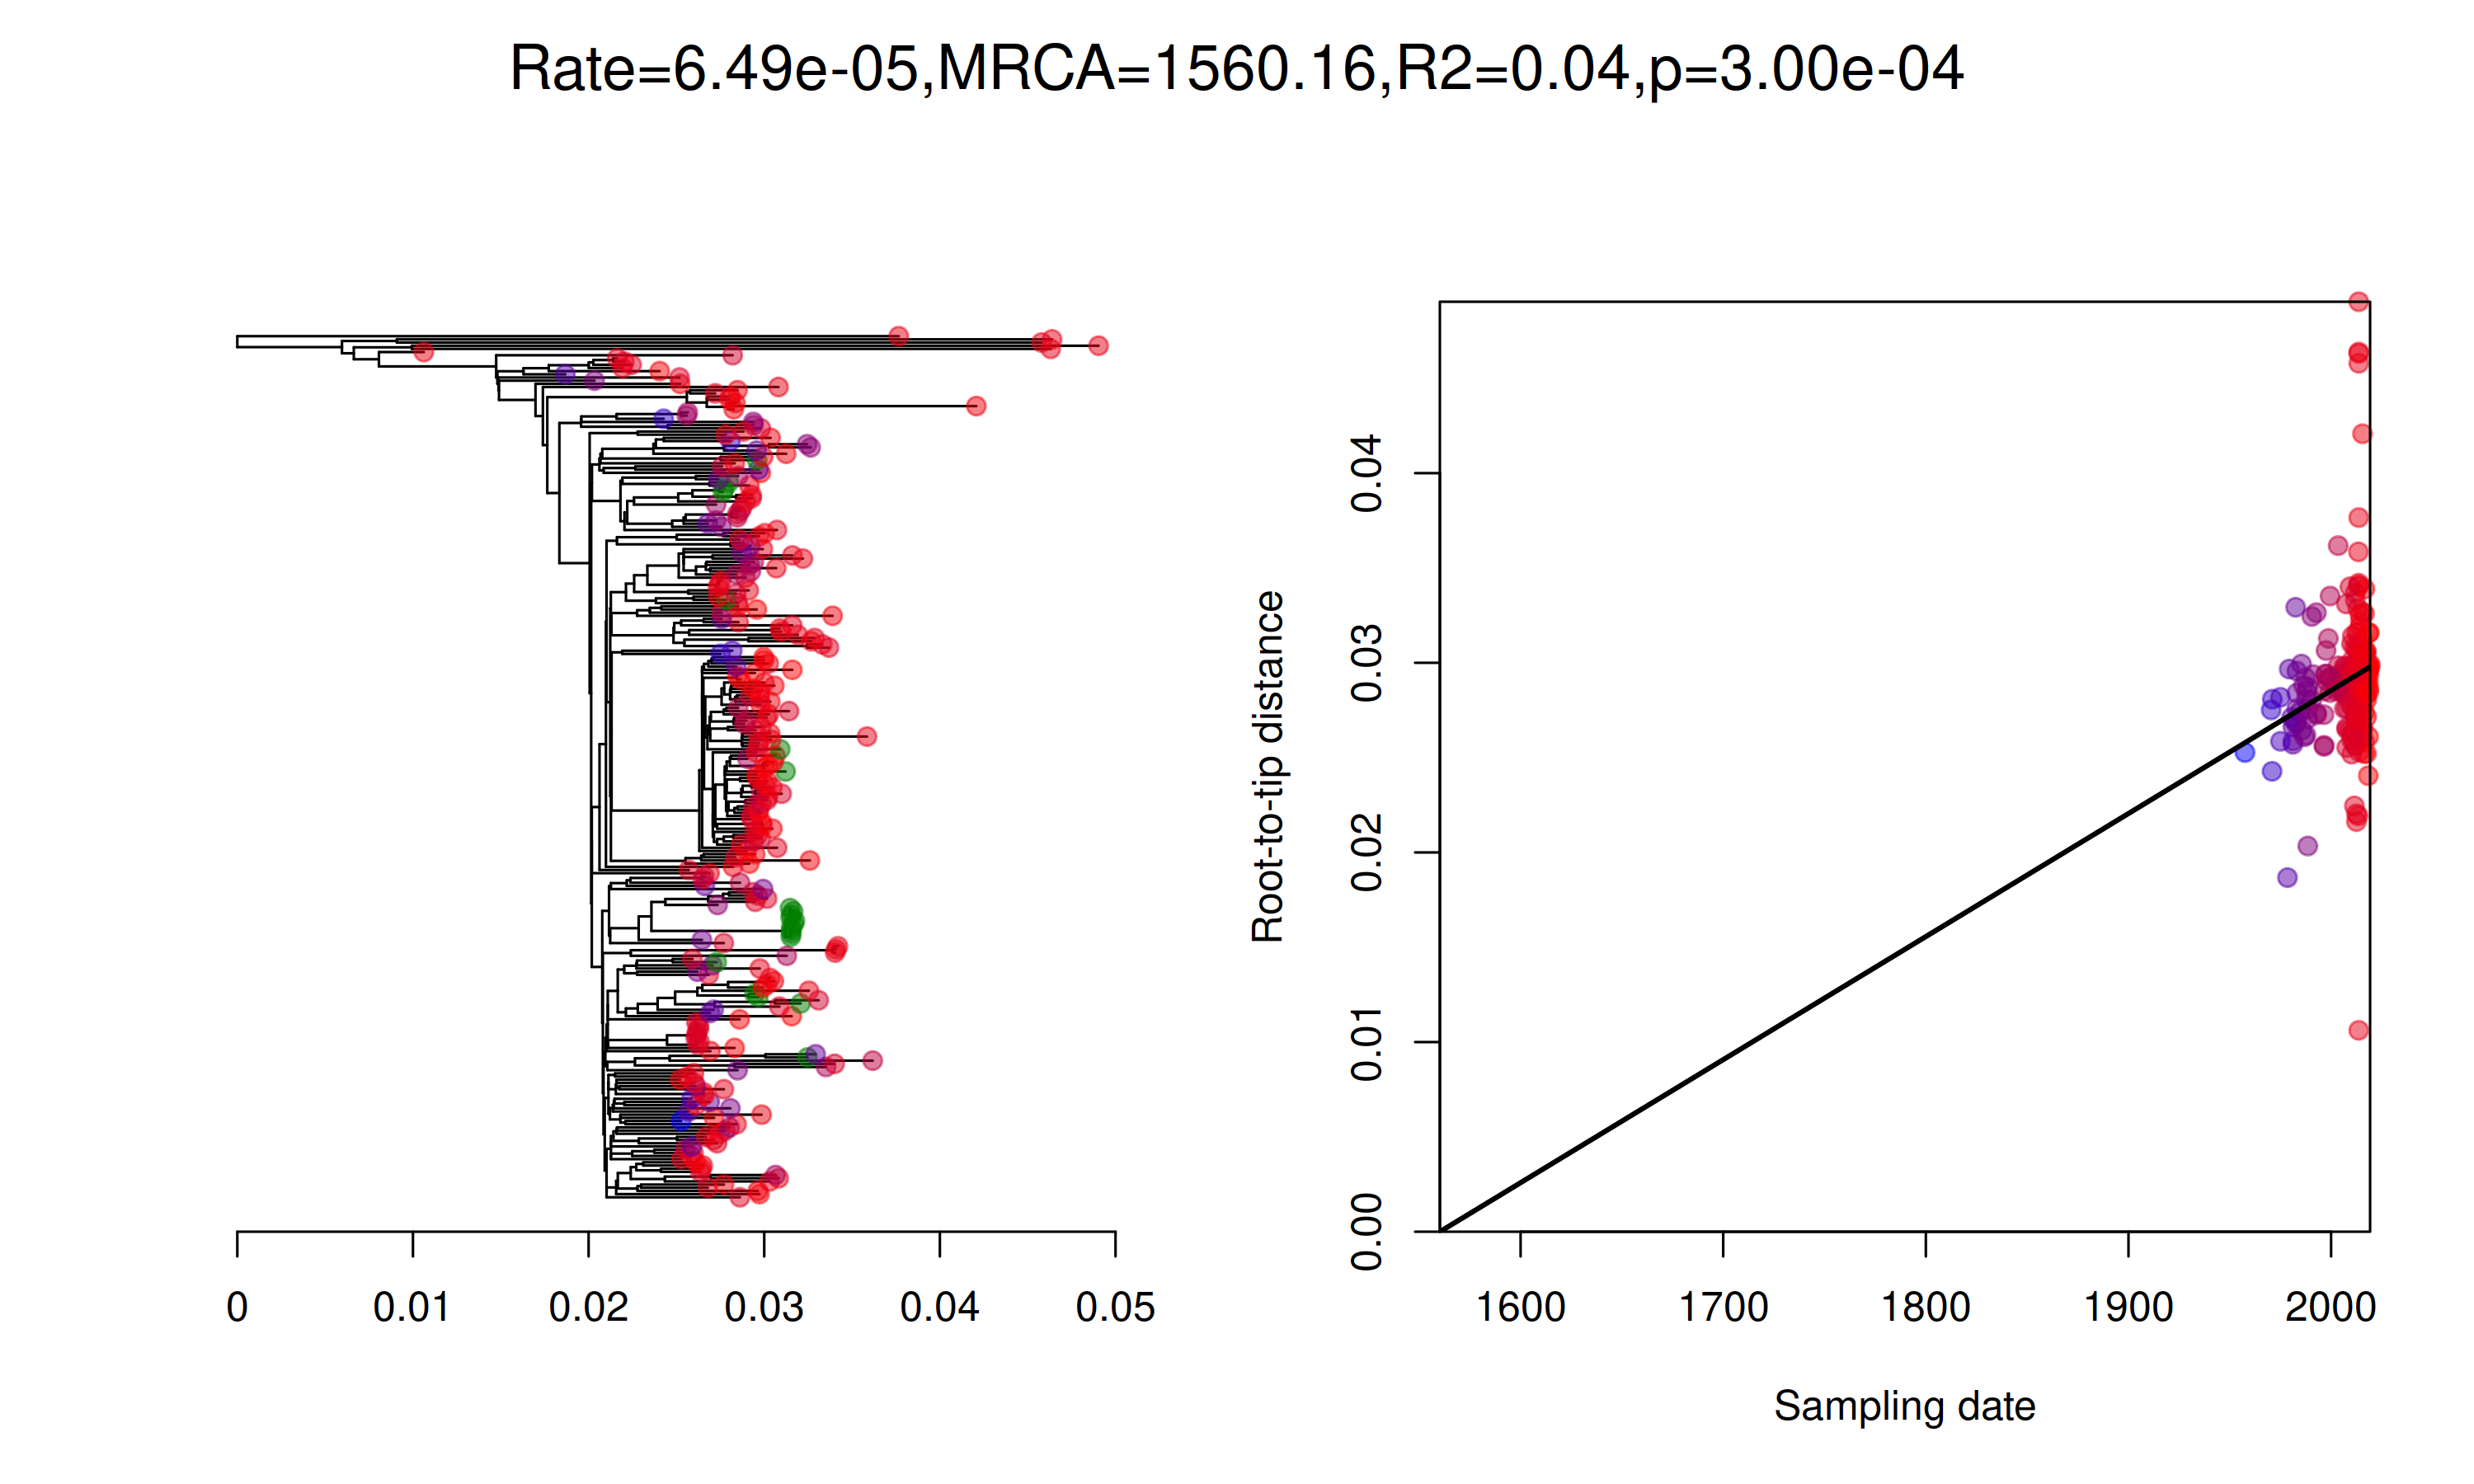 Rate=6.49e-05,MRCA=1560.16,R2=0.04,p=3.00e-04
0 0.01 0.02 0.03 0.04 0.05
Root-to-tip distance
0.00 0.01 0.02 0.03 0.04
1600 1700 1800 1900 2000
Sampling date